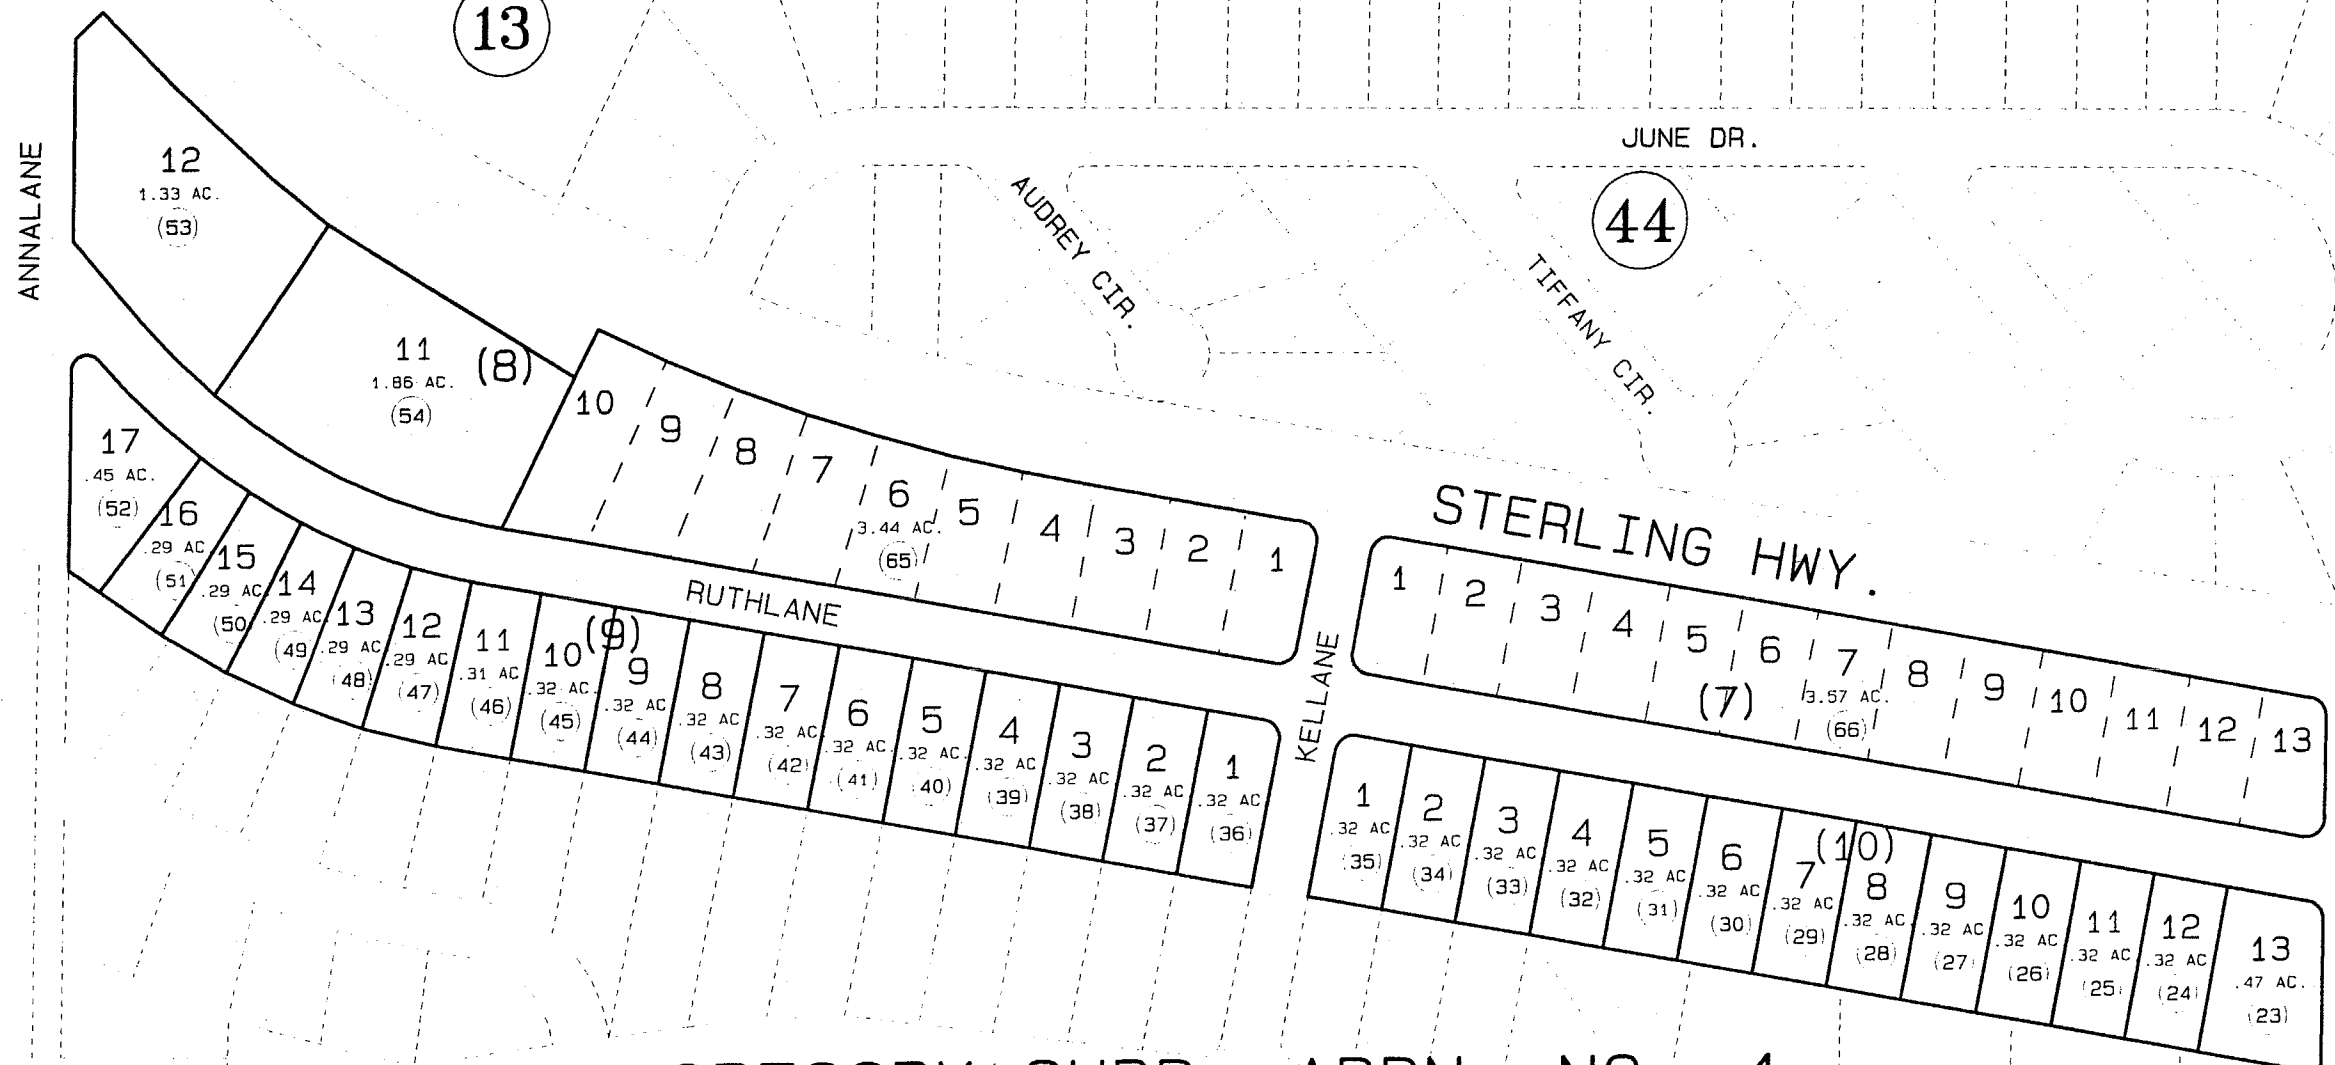 13
JUNE DR.
44
AUDREY CIR.
TIFFANY CIR.
ANNALANE
12
1.33 AC.
(53)
11
1.86 AC.
(54)
(8)
10
9
8
7
6
3.44 AC.
(65)
5
4
3
2
1
STERLING HWY.
1
2
3
4
5
6
7
3.57 AC.
(66)
(7)
8
9
10
11
12
13
RUTHLANE
KELLANE
17
.45 AC.
(52)
16
.29 AC
(51)
15
.29 AC
(50)
14
.29 AC
(49)
13
.29 AC
(48)
12
.29 AC
(47)
11
.31 AC
(46)
10
.32 AC.
(45)
(9)
9
.32 AC
(44)
8
.32 AC
(43)
7
.32 AC
(42)
6
.32 AC
(41)
5
.32 AC
(40)
4
.32 AC
(39)
3
.32 AC
(38)
2
.32 AC
(37)
1
.32 AC
(36)
1
.32 AC
(35)
2
.32 AC
(34)
3
.32 AC
(33)
4
.32 AC
(32)
5
.32 AC
(31)
6
.32 AC
(30)
7
.32 AC
(29)
(10)
8
.32 AC
(28)
9
.32 AC
(27)
10
.32 AC
(26)
11
.32 AC
(25)
12
.32 AC
(24)
13
.47 AC.
(23)